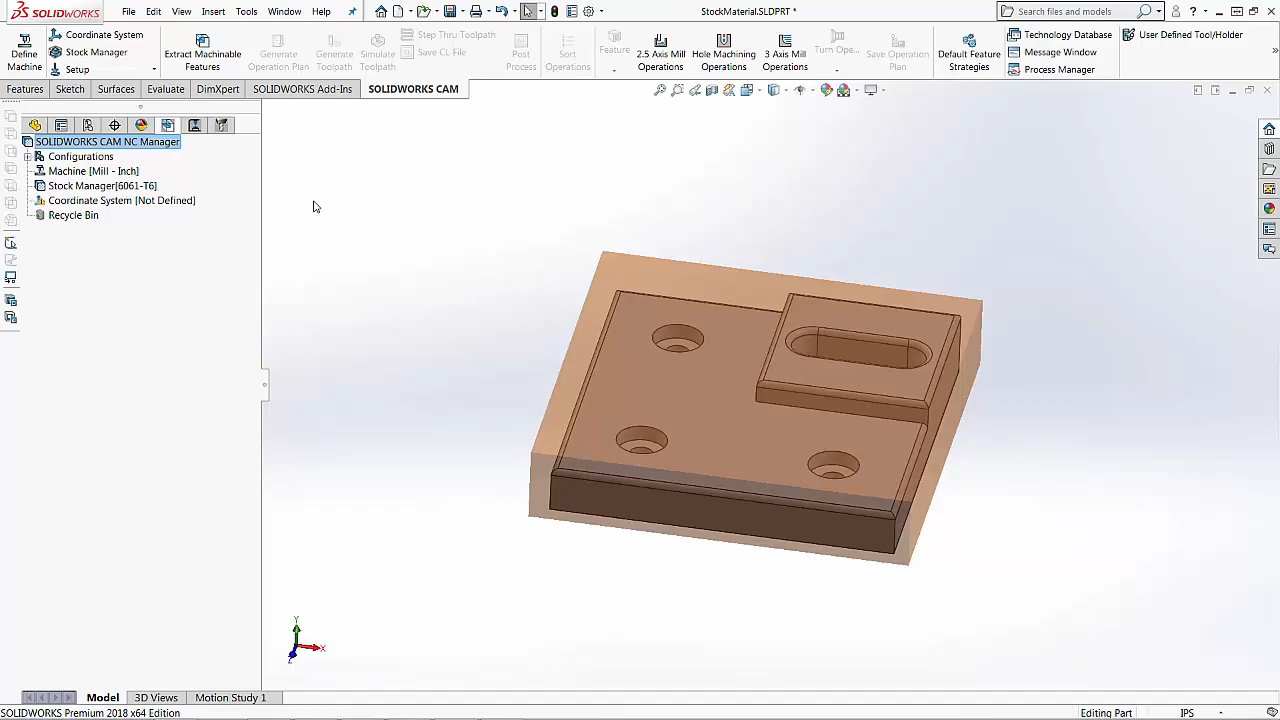 SOLIDWORKS File Edit View Insert Tools Window Help StockMaterial.SLDPRT * Search files and models ?
Define Machine
Coordinate System
Stock Manager
Setup
Extract Machinable Features
Generate Operation Plan
Generate Toolpath
Simulate Toolpath
Step Thru Toolpath
Save CL File
Post Process
Sort Operations
Feature
2.5 Axis Mill Operations
Hole Machining Operations
3 Axis Mill Operations
Turn Ope...
Save Operation Plan
Default Feature Strategies
Technology Database
Message Window
Process Manager
User Defined Tool/Holder
Features Sketch Surfaces Evaluate DimXpert SOLIDWORKS Add-Ins SOLIDWORKS CAM
SOLIDWORKS CAM NC Manager
Configurations
Machine [Mill - Inch]
Stock Manager[6061-T6]
Coordinate System [Not Defined]
Recycle Bin
Y
X
Z
Model 3D Views Motion Study 1
SOLIDWORKS Premium 2018 x64 Edition Editing Part IPS